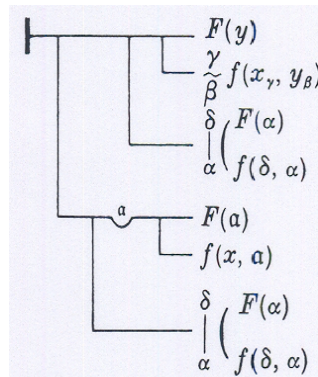 F(y)
γ
β̃ f(x_γ, y_β)
δ F(α)
α f(δ, α)
𝔞 F(𝔞)
f(x, 𝔞)
δ F(α)
α f(δ, α)